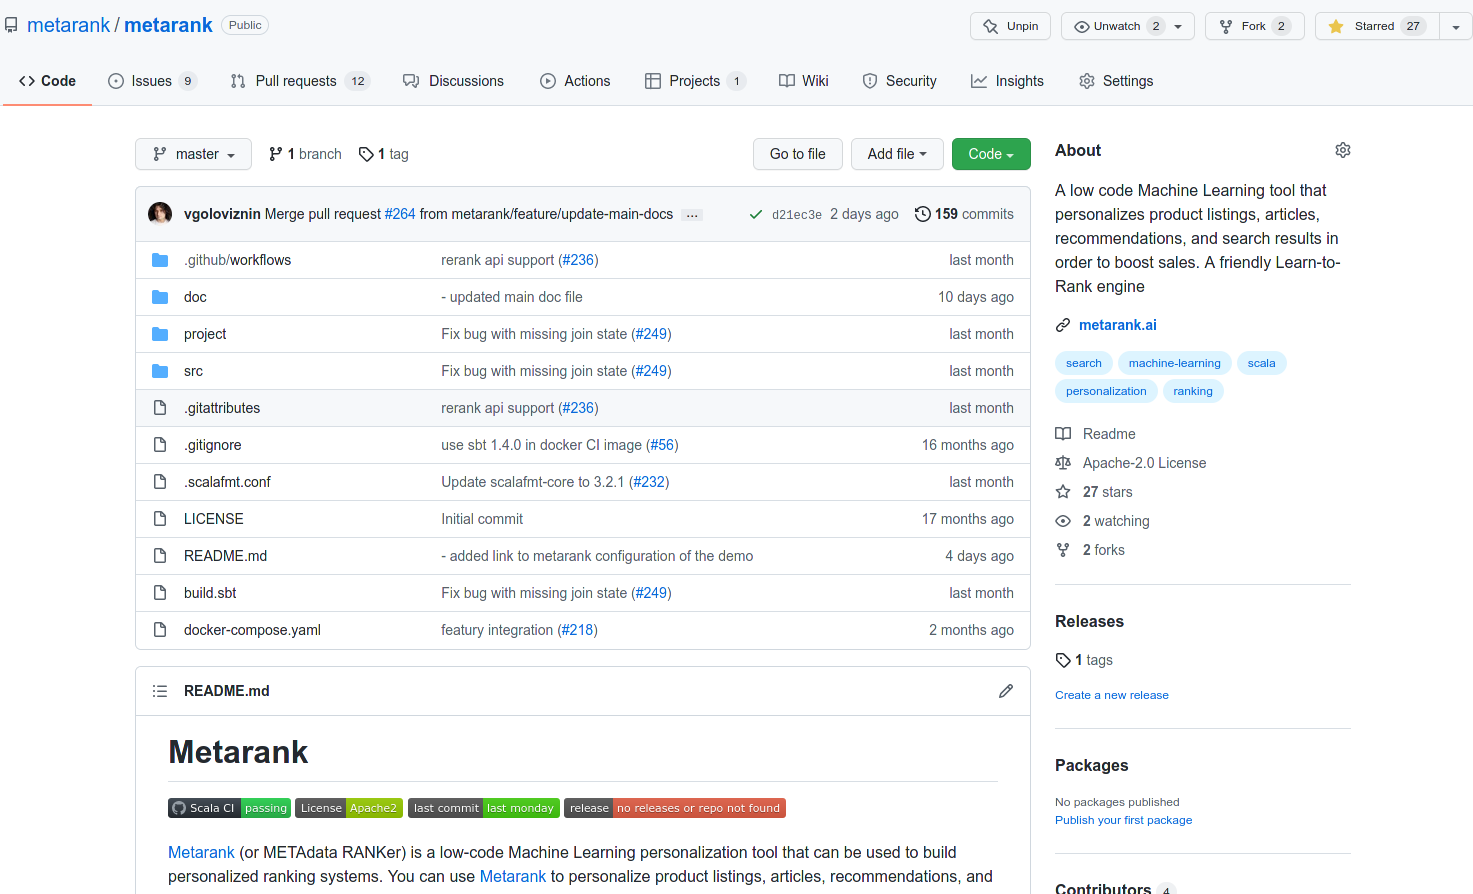 metarank / metarank Public
Unpin Unwatch 2 Fork 2 Starred 27
Code Issues 9 Pull requests 12 Discussions Actions Projects 1 Wiki Security Insights Settings
master 1 branch 1 tag Go to file Add file Code
vgoloviznin Merge pull request #264 from metarank/feature/update-main-docs ... d21ec3e 2 days ago 159 commits
.github/workflows rerank api support (#236) last month
doc - updated main doc file 10 days ago
project Fix bug with missing join state (#249) last month
src Fix bug with missing join state (#249) last month
.gitattributes rerank api support (#236) last month
.gitignore use sbt 1.4.0 in docker CI image (#56) 16 months ago
.scalafmt.conf Update scalafmt-core to 3.2.1 (#232) last month
LICENSE Initial commit 17 months ago
README.md - added link to metarank configuration of the demo 4 days ago
build.sbt Fix bug with missing join state (#249) last month
docker-compose.yaml featury integration (#218) 2 months ago
README.md
Metarank
Scala CI passing License Apache2 last commit last monday release no releases or repo not found
Metarank (or METAdata RANKer) is a low-code Machine Learning personalization tool that can be used to build
personalized ranking systems. You can use Metarank to personalize product listings, articles, recommendations, and
About
A low code Machine Learning tool that
personalizes product listings, articles,
recommendations, and search results in
order to boost sales. A friendly Learn-to-
Rank engine
metarank.ai
search machine-learning scala
personalization ranking
Readme
Apache-2.0 License
27 stars
2 watching
2 forks
Releases
1 tags
Create a new release
Packages
No packages published
Publish your first package
Contributors 4